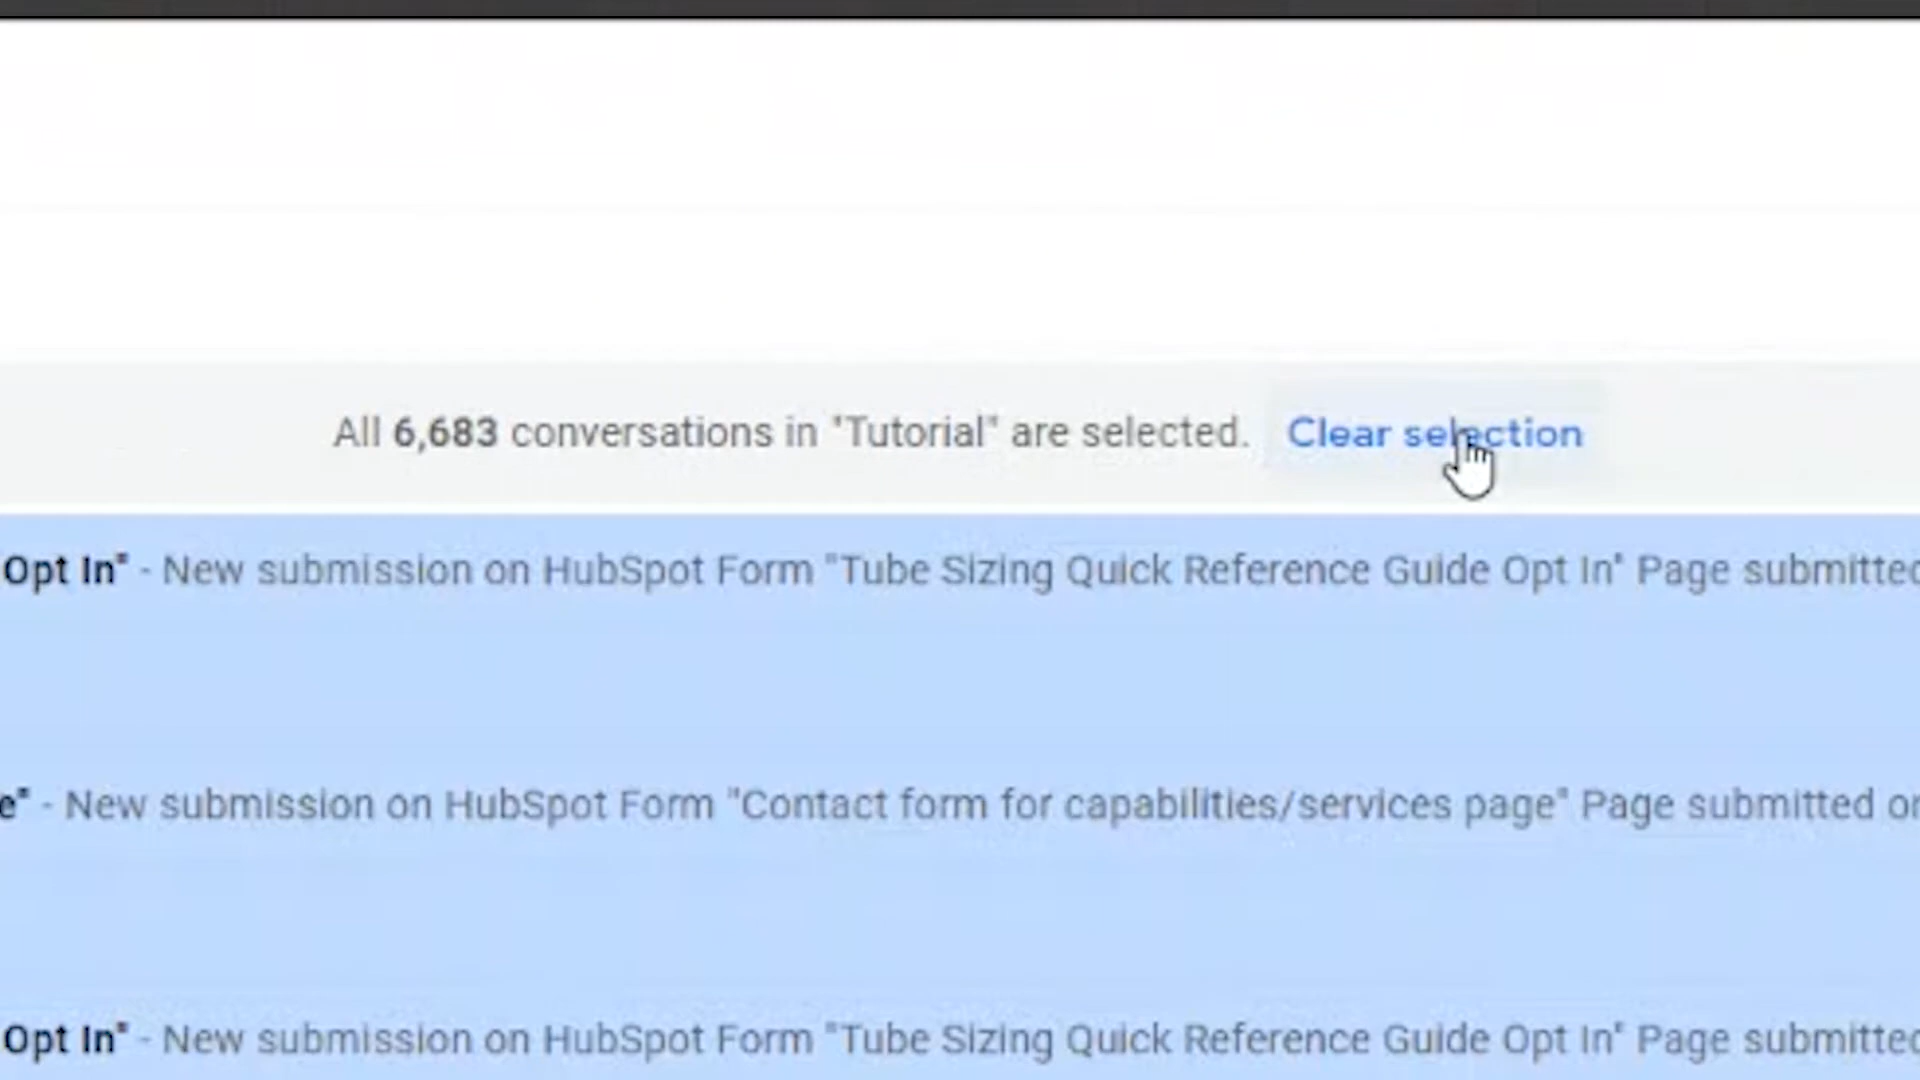 All 6,683 conversations in "Tutorial" are selected. Clear selection
Opt In" - New submission on HubSpot Form "Tube Sizing Quick Reference Guide Opt In" Page submitted
e" - New submission on HubSpot Form "Contact form for capabilities/services page" Page submitted on
Opt In" - New submission on HubSpot Form "Tube Sizing Quick Reference Guide Opt In" Page submitted